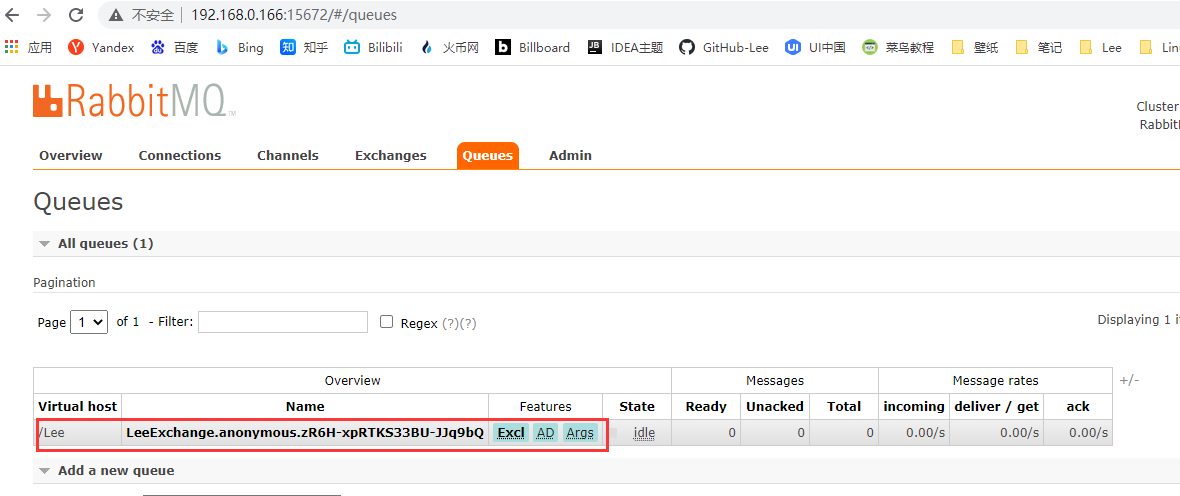 不安全 192.168.0.166:15672/#/queues
应用 Yandex 百度 Bing 知乎 Bilibili 火币网 Billboard IDEA主题 GitHub-Lee UI中国 菜鸟教程 壁纸 笔记 Lee Lin
RabbitMQ TM
Cluster
Rabbit
Overview Connections Channels Exchanges Queues Admin
Queues
All queues (1)
Pagination
Page 1 of 1 - Filter: Regex (?)(?)
Displaying 1 it
Overview Messages Message rates +/-
Virtual host Name Features State Ready Unacked Total incoming deliver / get ack
/Lee LeeExchange.anonymous.zR6H-xpRTKS33BU-JJq9bQ Excl AD Args idle 0 0 0 0.00/s 0.00/s 0.00/s
Add a new queue